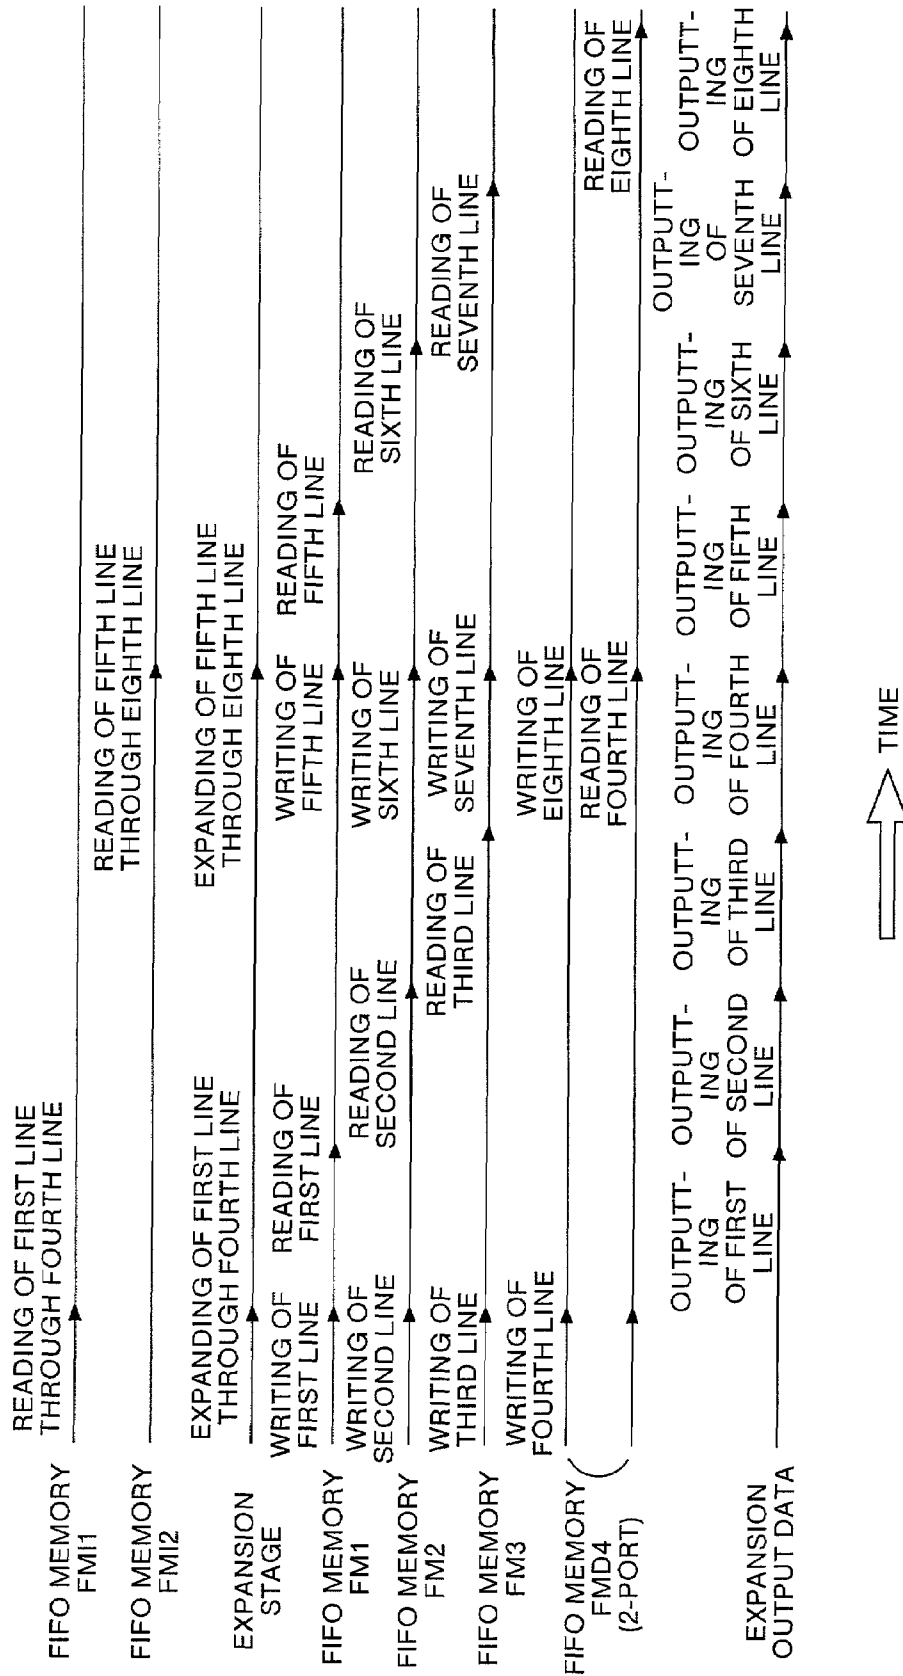 FIFO MEMORY
FMI1
READING OF FIRST LINE
THROUGH FOURTH LINE
FIFO MEMORY
FMI2
READING OF FIFTH LINE
THROUGH EIGHTH LINE
EXPANSION
STAGE
EXPANDING OF FIRST LINE
THROUGH FOURTH LINE
EXPANDING OF FIFTH LINE
THROUGH EIGHTH LINE
FIFO MEMORY
FM1
WRITING OF
FIRST LINE
READING OF
FIRST LINE
WRITING OF
FIFTH LINE
READING OF
FIFTH LINE
FIFO MEMORY
FM2
WRITING OF
SECOND LINE
READING OF
SECOND LINE
WRITING OF
SIXTH LINE
READING OF
SIXTH LINE
FIFO MEMORY
FM3
WRITING OF
THIRD LINE
READING OF
THIRD LINE
WRITING OF
SEVENTH LINE
READING OF
SEVENTH LINE
FIFO MEMORY
FMD4
(2-PORT)
WRITING OF
FOURTH LINE
WRITING OF
EIGHTH LINE
READING OF
FOURTH LINE
READING OF
EIGHTH LINE
EXPANSION
OUTPUT DATA
OUTPUTT-
ING
OF FIRST
LINE
OUTPUTT-
ING
OF SECOND
LINE
OUTPUTT-
ING
OF THIRD
LINE
OUTPUTT-
ING
OF FOURTH
LINE
OUTPUTT-
ING
OF FIFTH
LINE
OUTPUTT-
ING
OF SIXTH
LINE
OUTPUTT-
ING
OF
SEVENTH
LINE
OUTPUTT-
ING
OF EIGHTH
LINE
TIME